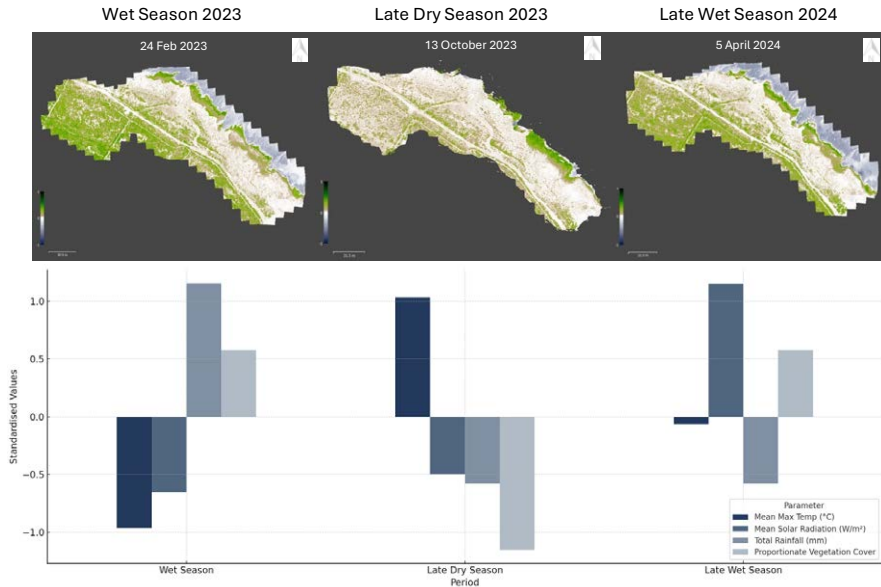 Wet Season 2023
Late Dry Season 2023
Late Wet Season 2024
24 Feb 2023
13 October 2023
5 April 2024
1.0
0.5
0.0
−0.5
−1.0
Standardised Values
Wet Season
Late Dry Season
Late Wet Season
Period
Parameter
Mean Max Temp (°C)
Mean Solar Radiation (W/m²)
Total Rainfall (mm)
Proportionate Vegetation Cover